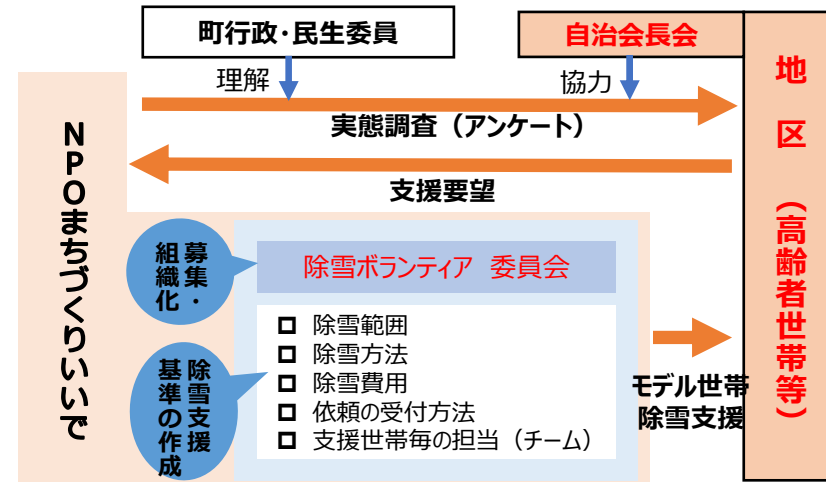 町行政・民生委員
自治会長会
理解
協力
実態調査（アンケート）
支援要望
NPOまちづくりいいで
地区（高齢者世帯等）
募集・
組織化
除雪ボランティア 委員会
除雪支援
基準の作成
除雪範囲
除雪方法
除雪費用
依頼の受付方法
支援世帯毎の担当（チーム）
モデル世帯
除雪支援